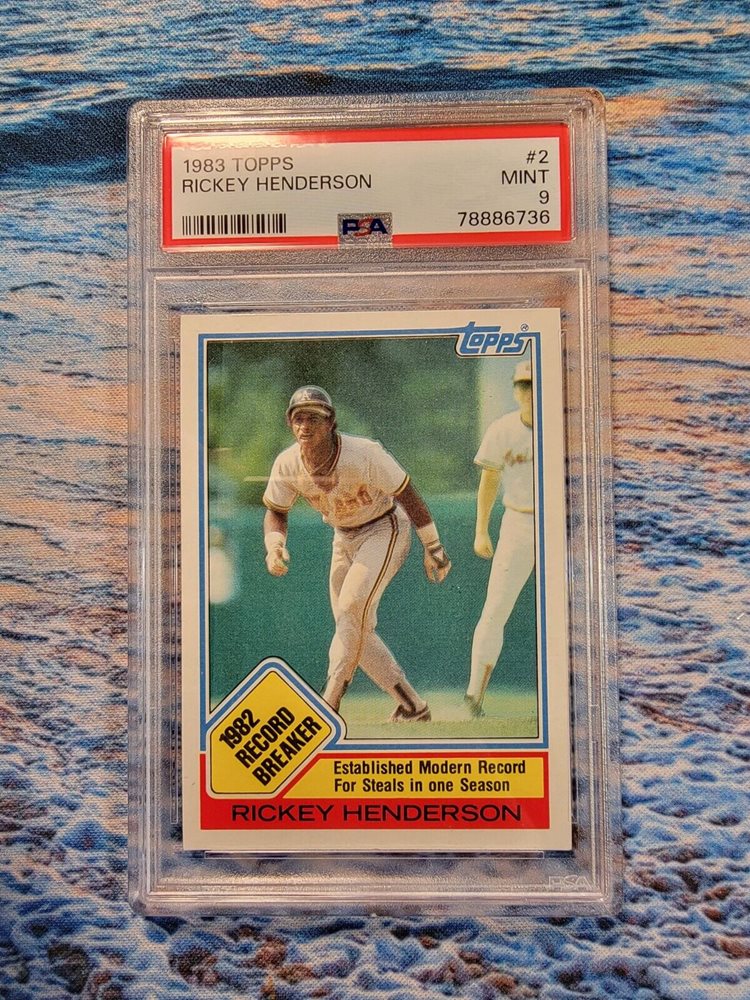 1983 TOPPS #2
RICKEY HENDERSON MINT
9
PSA 78886736
Topps®
1982
RECORD
BREAKER
Established Modern Record
For Steals in one Season
RICKEY HENDERSON
PSA